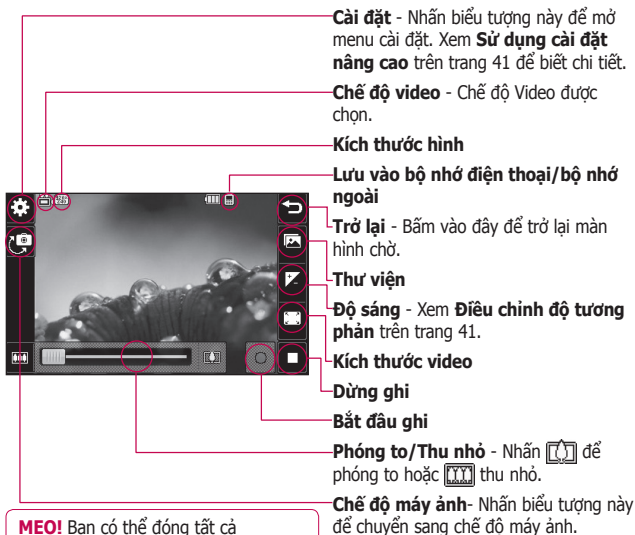 Cài đặt - Nhấn biểu tượng này để mở
menu cài đặt. Xem Sử dụng cài đặt
nâng cao trên trang 41 để biết chi tiết.
Chế độ video - Chế độ Video được
chọn.
Kích thước hình
Lưu vào bộ nhớ điện thoại/bộ nhớ
ngoài
Trở lại - Bấm vào đây để trở lại màn
hình chờ.
Thư viện
Độ sáng - Xem Điều chỉnh độ tương
phản trên trang 41.
Kích thước video
Dừng ghi
Bắt đầu ghi
Phóng to/Thu nhỏ - Nhấn để
phóng to hoặc thu nhỏ.
Chế độ máy ảnh- Nhấn biểu tượng này
để chuyển sang chế độ máy ảnh.
MẸO! Bạn có thể đóng tất cả